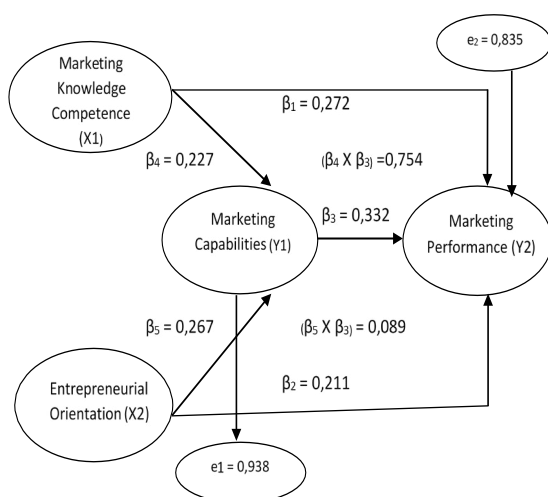 e₂ = 0,835
Marketing
Knowledge
Competence
(X1)
β₁ = 0,272
β₄ = 0,227
(β₄ X β₃) =0,754
Marketing
Capabilities (Y1)
β₃ = 0,332
Marketing
Performance (Y2)
β₅ = 0,267
(β₅ X β₃) = 0,089
β₂ = 0,211
Entrepreneurial
Orientation (X2)
e1 = 0,938